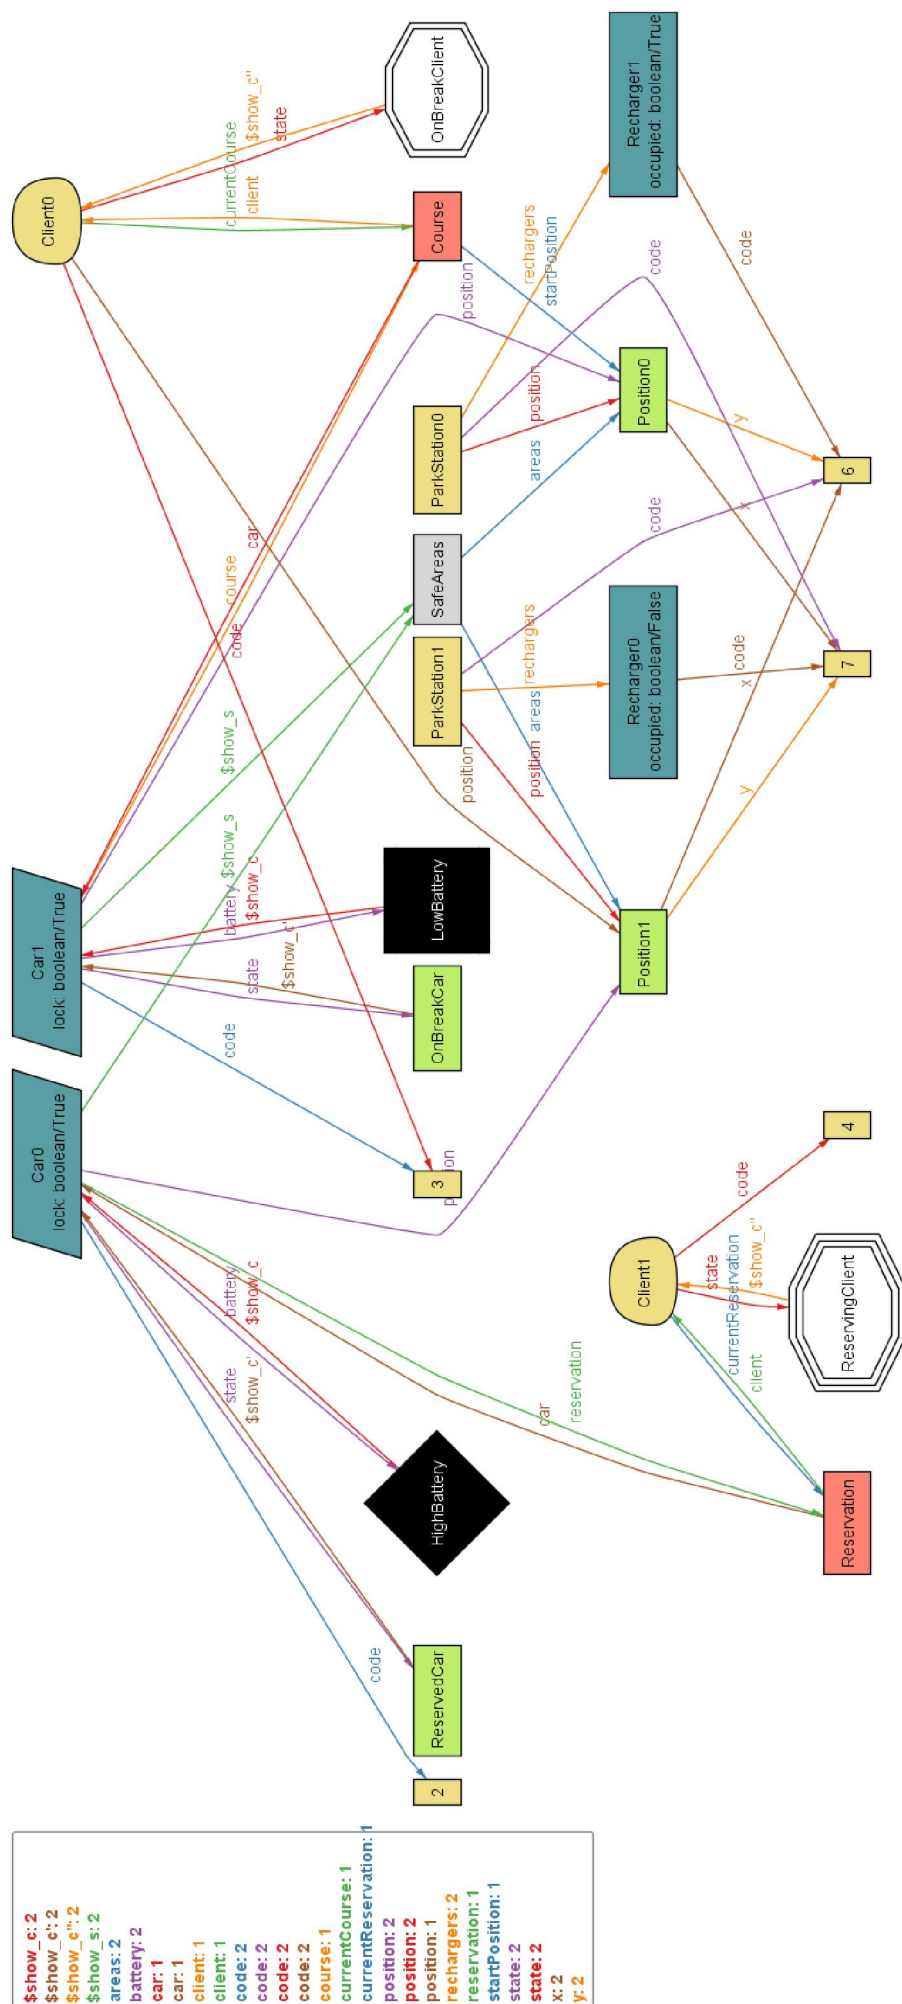 $show_c: 2
$show_c': 2
$show_c'': 2
$show_s: 2
areas: 2
battery: 2
car: 1
car: 1
client: 1
client: 1
code: 2
code: 2
code: 2
code: 2
course: 1
currentCourse: 1
currentReservation: 1
position: 2
position: 2
position: 1
rechargers: 2
reservation: 1
startPosition: 1
state: 2
state: 2
x: 2
y: 2
Car0
lock: boolean/True
Car1
lock: boolean/True
Client0
code
state
$show_c'
battery
$show_c
code
state
$show_c'
battery
$show_c
$show_s
$show_s
code
course
car
currentCourse
client
$show_c''
state
2
ReservedCar
HighBattery
3
OnBreakCar
LowBattery
ParkStation1
SafeAreas
ParkStation0
Course
OnBreakClient
car
reservation
position
position
areas
rechargers
code
areas
position
position
rechargers
startPosition
code
Client1
Position1
Recharger0
occupied: boolean/False
Position0
Recharger1
occupied: boolean/True
currentReservation
client
state
$show_c''
code
y
x
code
x
y
code
Reservation
ReservingClient
4
7
6